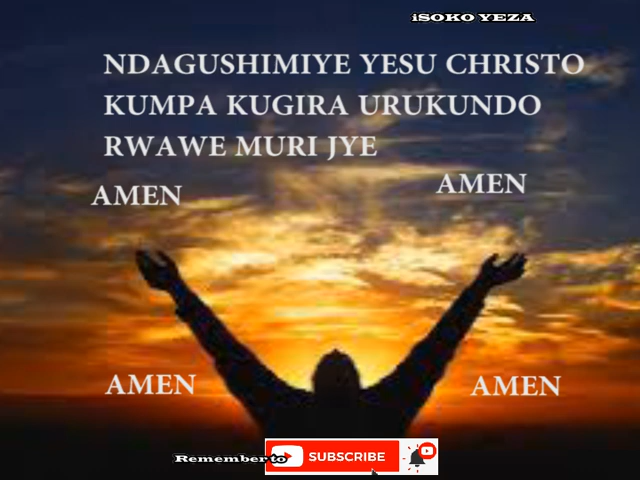 iSOKO YEZA
NDAGUSHIMIYE YESU CHRISTO
KUMPA KUGIRA URUKUNDO
RWAWE MURI JYE
AMEN AMEN
AMEN AMEN
Remember to SUBSCRIBE